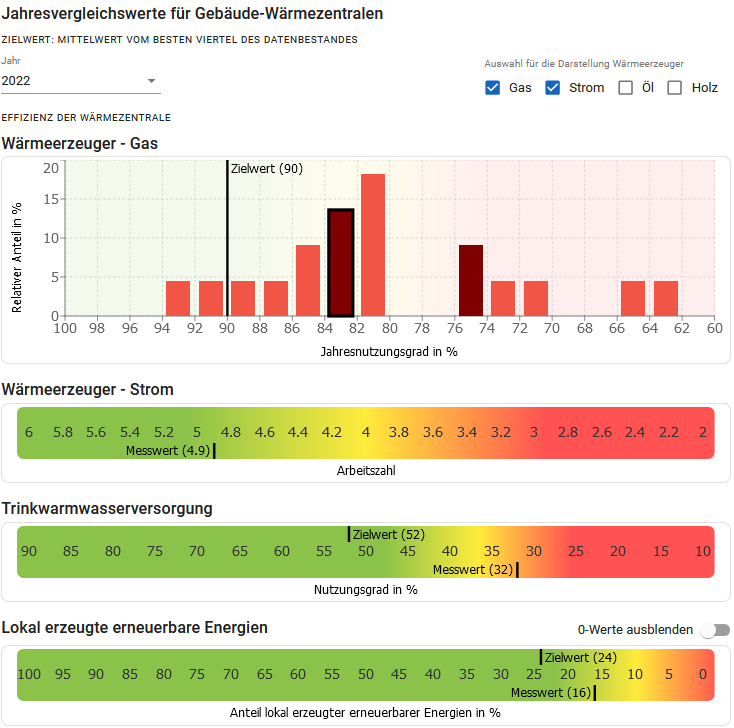 Jahresvergleichswerte für Gebäude-Wärmezentralen
ZIELWERT: MITTELWERT VOM BESTEN VIERTEL DES DATENBESTANDES
Jahr
2022
Auswahl für die Darstellung Wärmeerzeuger
Gas Strom Öl Holz
EFFIZIENZ DER WÄRMEZENTRALE
Wärmeerzeuger - Gas
Zielwert (90)
Relativer Anteil in %
20
15
10
5
0
100 98 96 94 92 90 88 86 84 82 80 78 76 74 72 70 68 66 64 62 60
Jahresnutzungsgrad in %
Wärmeerzeuger - Strom
6 5.8 5.6 5.4 5.2 5 4.8 4.6 4.4 4.2 4 3.8 3.6 3.4 3.2 3 2.8 2.6 2.4 2.2 2
Messwert (4.9)
Arbeitszahl
Trinkwarmwasserversorgung
Zielwert (52)
90 85 80 75 70 65 60 55 50 45 40 35 30 25 20 15 10
Messwert (32)
Nutzungsgrad in %
Lokal erzeugte erneuerbare Energien
0-Werte ausblenden
Zielwert (24)
100 95 90 85 80 75 70 65 60 55 50 45 40 35 30 25 20 15 10 5 0
Messwert (16)
Anteil lokal erzeugter erneuerbarer Energien in %